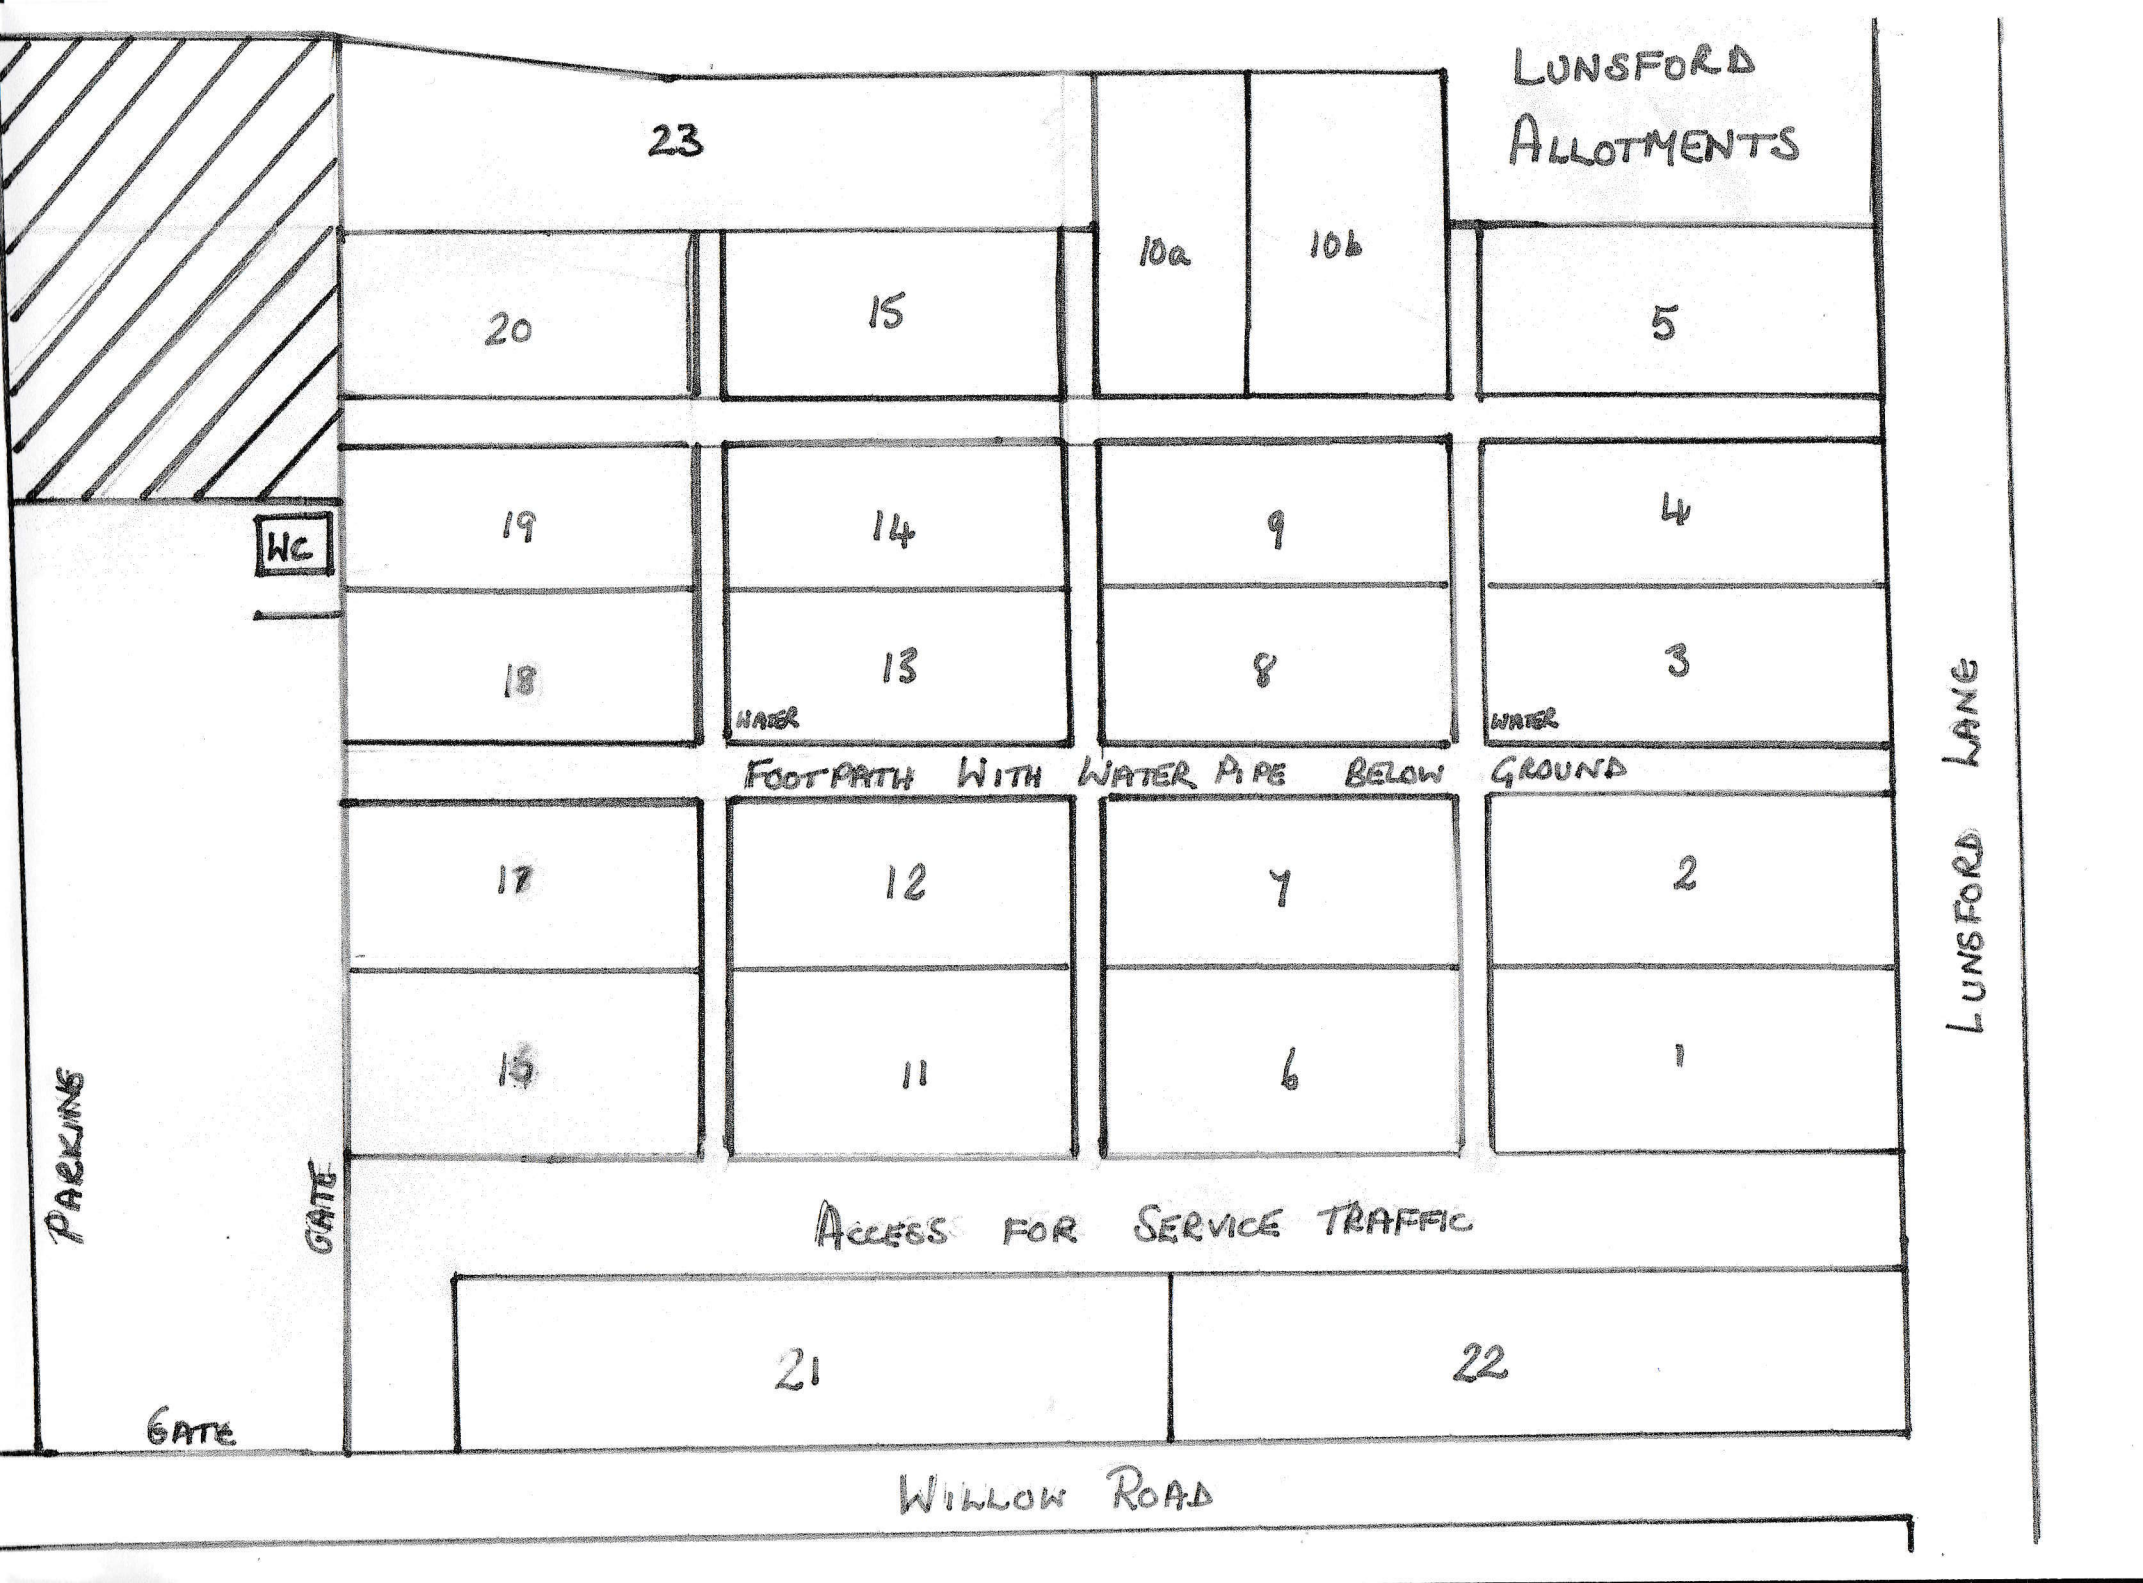 LUNSFORD
ALLOTMENTS
23
10a
10b
20
15
5
19
14
9
4
WC
18
13
8
3
WATER
WATER
FOOTPATH WITH WATER PIPE BELOW GROUND
LUNSFORD LANE
17
12
7
2
16
11
6
1
PARKING
GATE
ACCESS FOR SERVICE TRAFFIC
21
22
GATE
WILLOW ROAD